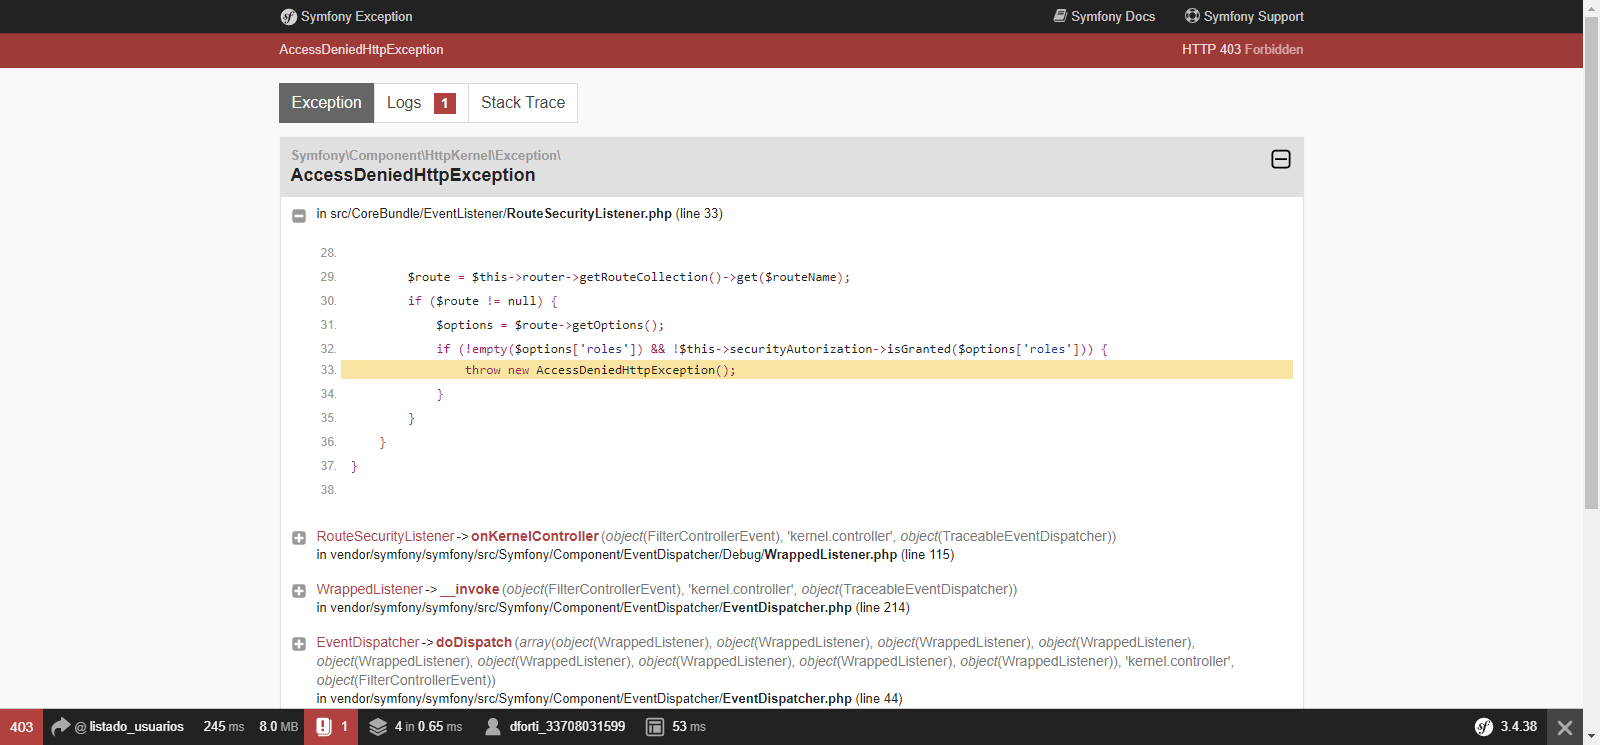 Symfony Exception
Symfony Docs
Symfony Support
AccessDeniedHttpException
HTTP 403 Forbidden
Exception
Logs 1
Stack Trace
Symfony\Component\HttpKernel\Exception\
AccessDeniedHttpException
in src/CoreBundle/EventListener/RouteSecurityListener.php (line 33)
28.
29. $route = $this->router->getRouteCollection()->get($routeName);
30. if ($route != null) {
31. $options = $route->getOptions();
32. if (!empty($options['roles']) && !$this->securityAutorization->isGranted($options['roles'])) {
33. throw new AccessDeniedHttpException();
34. }
35. }
36. }
37. }
38.
RouteSecurityListener->onKernelController(object(FilterControllerEvent), 'kernel.controller', object(TraceableEventDispatcher))
in vendor/symfony/symfony/src/Symfony/Component/EventDispatcher/Debug/WrappedListener.php (line 115)
WrappedListener->__invoke(object(FilterControllerEvent), 'kernel.controller', object(TraceableEventDispatcher))
in vendor/symfony/symfony/src/Symfony/Component/EventDispatcher/EventDispatcher.php (line 214)
EventDispatcher->doDispatch(array(object(WrappedListener), object(WrappedListener), object(WrappedListener), object(WrappedListener),
object(WrappedListener), object(WrappedListener), object(WrappedListener), object(WrappedListener), object(WrappedListener)), 'kernel.controller',
object(FilterControllerEvent))
in vendor/symfony/symfony/src/Symfony/Component/EventDispatcher/EventDispatcher.php (line 44)
403 @ listado_usuarios 245 ms 8.0 MB 1 4 in 0.65 ms dforti_33708031599 53 ms sf 3.4.38